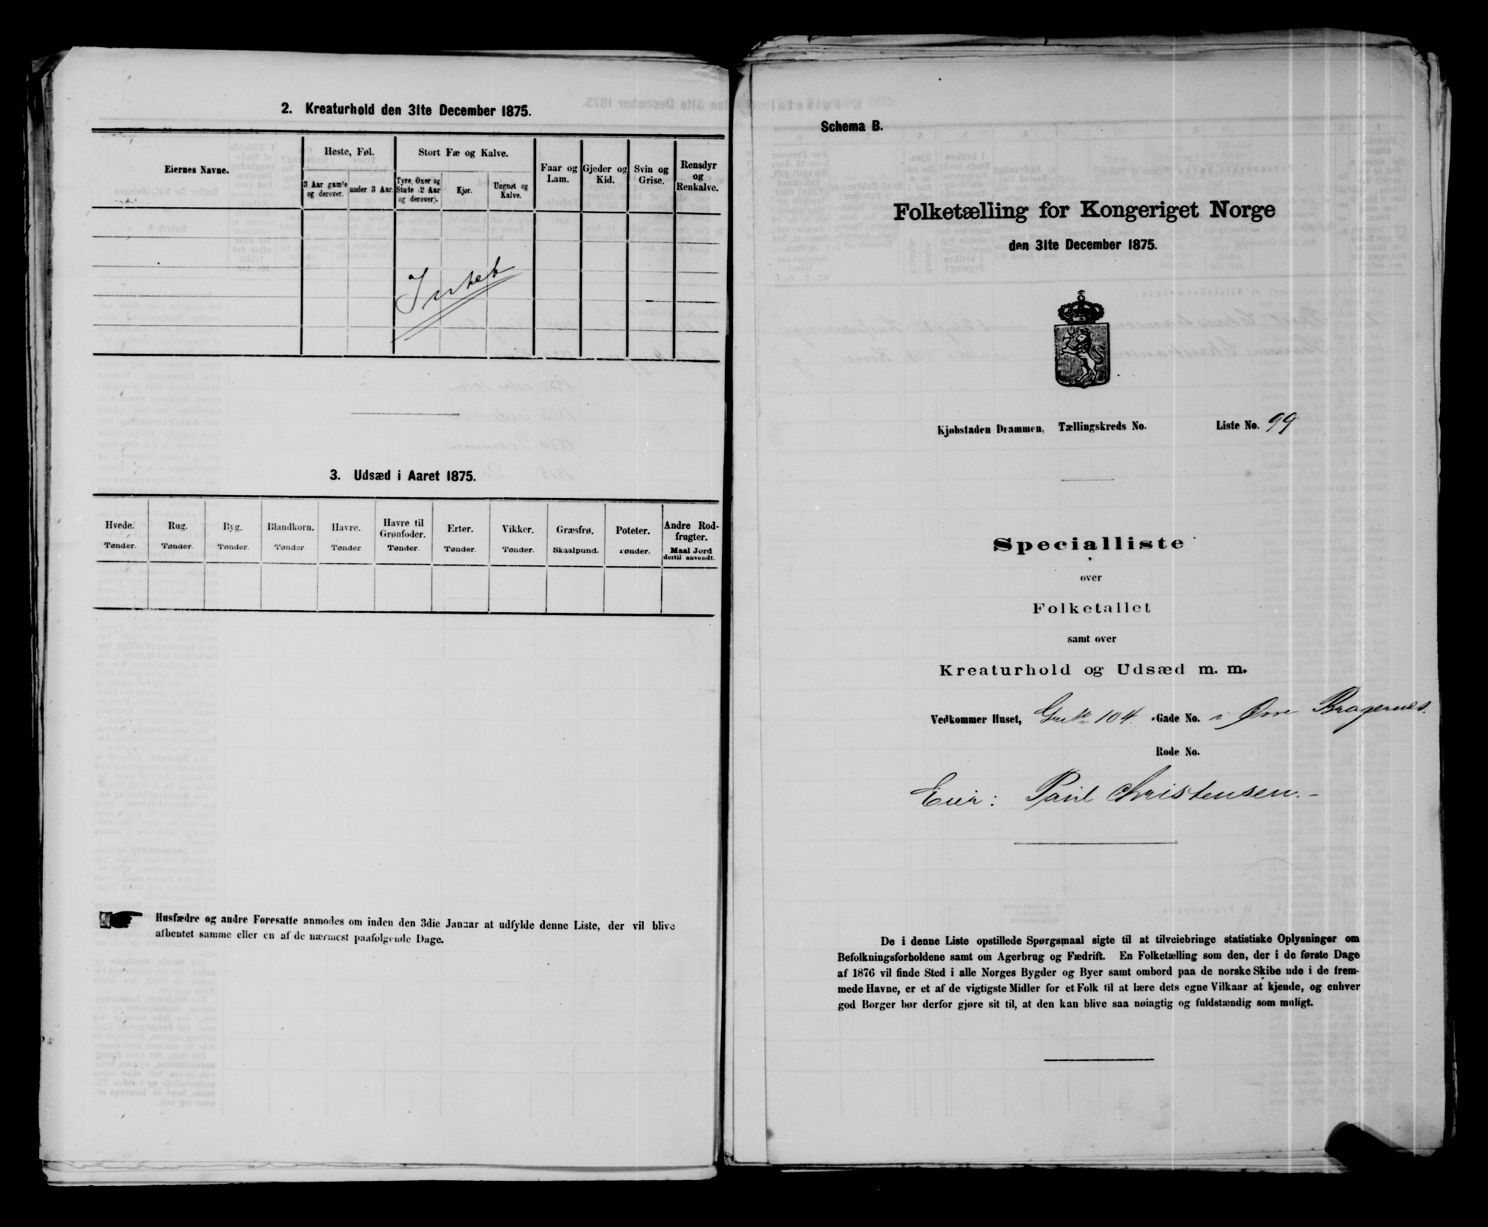 2. Kreaturhold den 31te December 1875.
Eiernes Navne.
Heste, Føl.
Stort Fæ og Kalve.
Faar og Lam.
Gjeder og Kid.
Svin og Grise.
Rensdyr og Renkalve.
3 Aar gamle og derover.
under 3 Aar.
Tyre, Oxer og Stude (2 Aar og derover).
Kjør.
Ungnøt og Kalve.
Intet
3. Udsæd i Aaret 1875.
Hvede. Rug. Byg. Blandkorn. Havre. Havre til Grønfoder. Erter. Vikker. Græsfrø. Poteter. Andre Rodfrugter.
Tønder. Tønder. Tønder. Tønder Tønder Tønder. Tønder. Tønder. Skaalpund. Tønder. Maal Jord dertil anvendt.
Husfædre og andre Foresatte anmodes om inden den 3die Januar at udfylde denne Liste, der vil blive
afhentet samme eller en af de nærmest paafølgende Dage.
Schema B.
Folketælling for Kongeriget Norge
den 31te December 1875.
Kjøbstaden Drammen, Tællingskreds No. Liste No. 99
Specialliste
over
Folketallet
samt over
Kreaturhold og Udsæd m. m.
Vedkommer Huset, 104 Gade No. i Øvre Bragernes.
Rode No.
Eier: Paul Christensen.-
De i denne Liste opstillede Spørgsmaal sigte til at tilveiebringe statistiske Oplysninger om
Befolkningsforholdene samt om Agerbrug og Fædrift. En Folketælling som den, der i de første Dage
af 1876 vil finde Sted i alle Norges Bygder og Byer samt ombord paa de norske Skibe ude i de frem-
mede Havne, er et af de vigtigste Midler for et Folk til at lære dets egne Vilkaar at kjende, og enhver
god Borger bør derfor gjøre sit til, at den kan blive saa nøiagtig og fuldstændig som muligt.